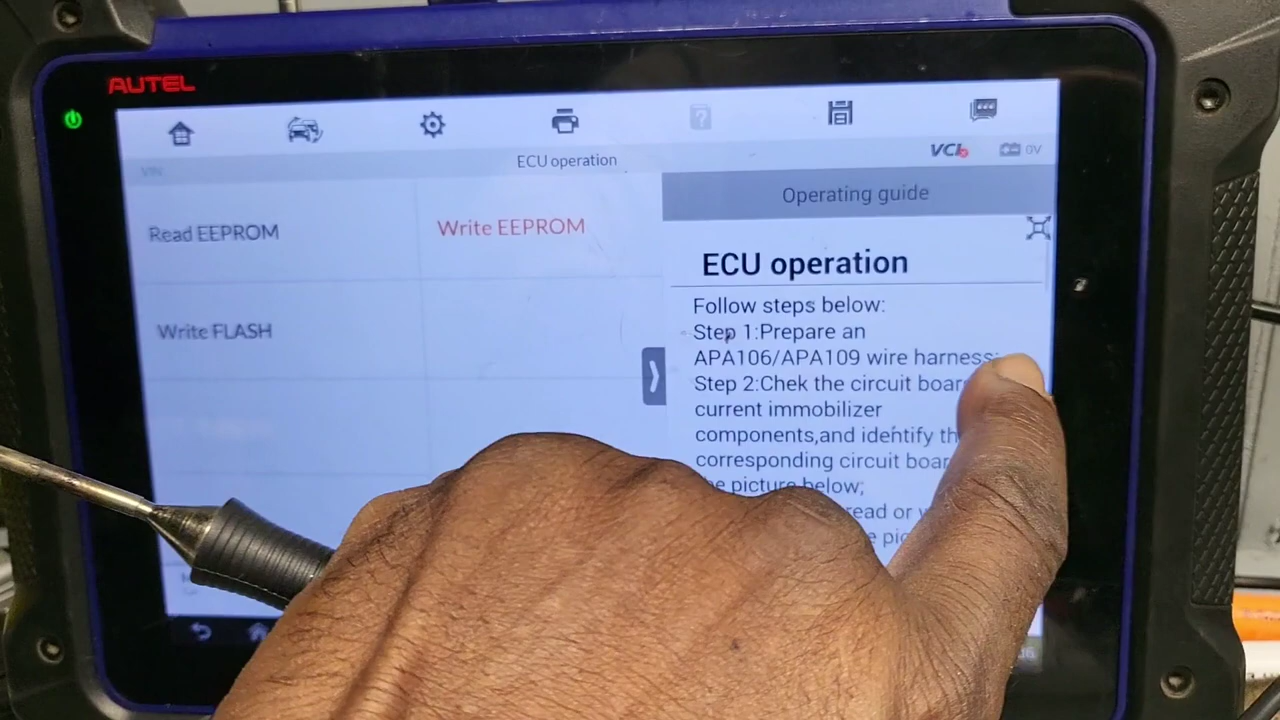 AUTEL
VCI
0V
VIN
ECU operation
Read EEPROM
Write EEPROM
Write FLASH
Operating guide
ECU operation
Follow steps below:
Step 1:Prepare an
APA106/APA109 wire harness;
Step 2:Chek the circuit boar
current immobilizer
components,and identify th
corresponding circuit boar
picture below;
read or